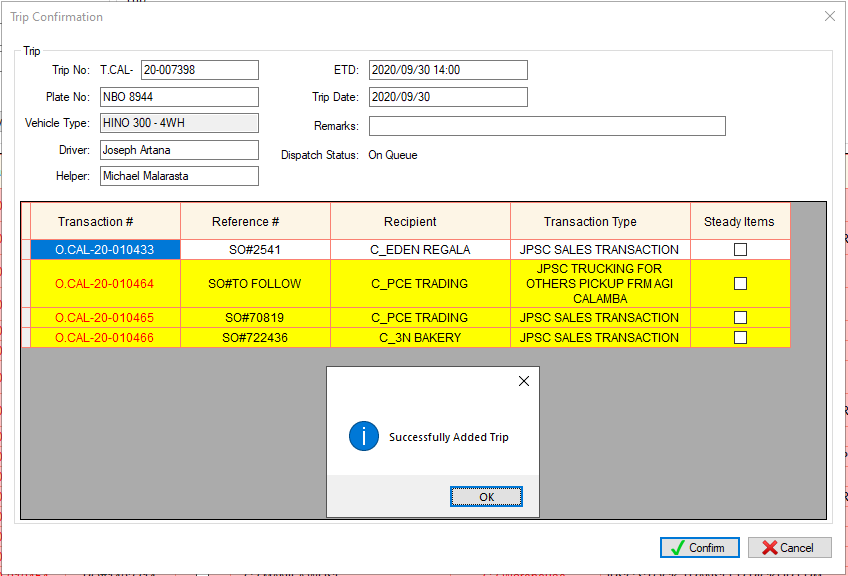 Trip Confirmation
Trip
Trip No: T.CAL- 20-007398 ETD: 2020/09/30 14:00
Plate No: NBO 8944 Trip Date: 2020/09/30
Vehicle Type: HINO 300 - 4WH Remarks:
Driver: Joseph Artana Dispatch Status: On Queue
Helper: Michael Malarasta
Transaction # Reference # Recipient Transaction Type Steady Items
O.CAL-20-010433 SO#2541 C_EDEN REGALA JPSC SALES TRANSACTION
O.CAL-20-010464 SO#TO FOLLOW C_PCE TRADING JPSC TRUCKING FOR
OTHERS PICKUP FRM AGI
CALAMBA
O.CAL-20-010465 SO#70819 C_PCE TRADING JPSC SALES TRANSACTION
O.CAL-20-010466 SO#722436 C_3N BAKERY JPSC SALES TRANSACTION
Successfully Added Trip
OK
Confirm Cancel